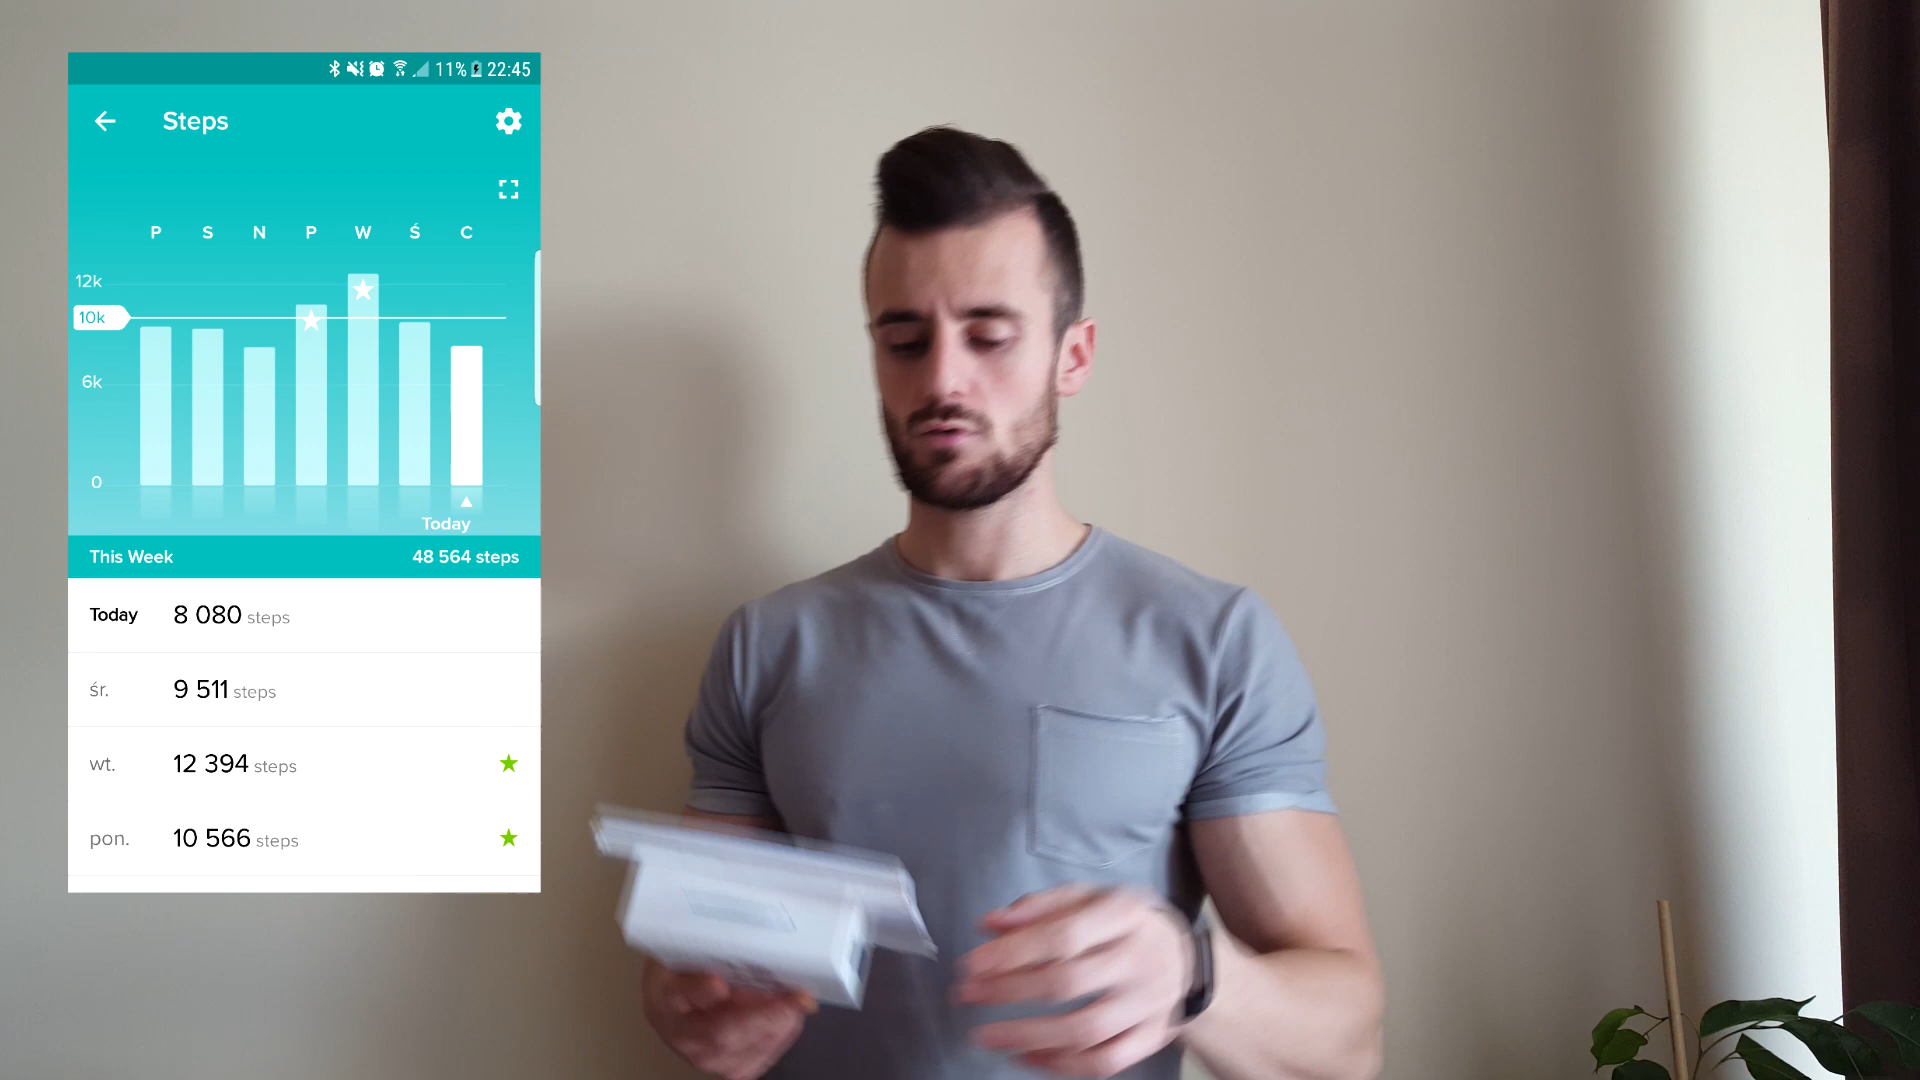 11% 22:45
Steps
P S N P W Ś C
12k
10k
6k
0
Today
This Week 48 564 steps
Today 8 080 steps
śr. 9 511 steps
wt. 12 394 steps
pon. 10 566 steps